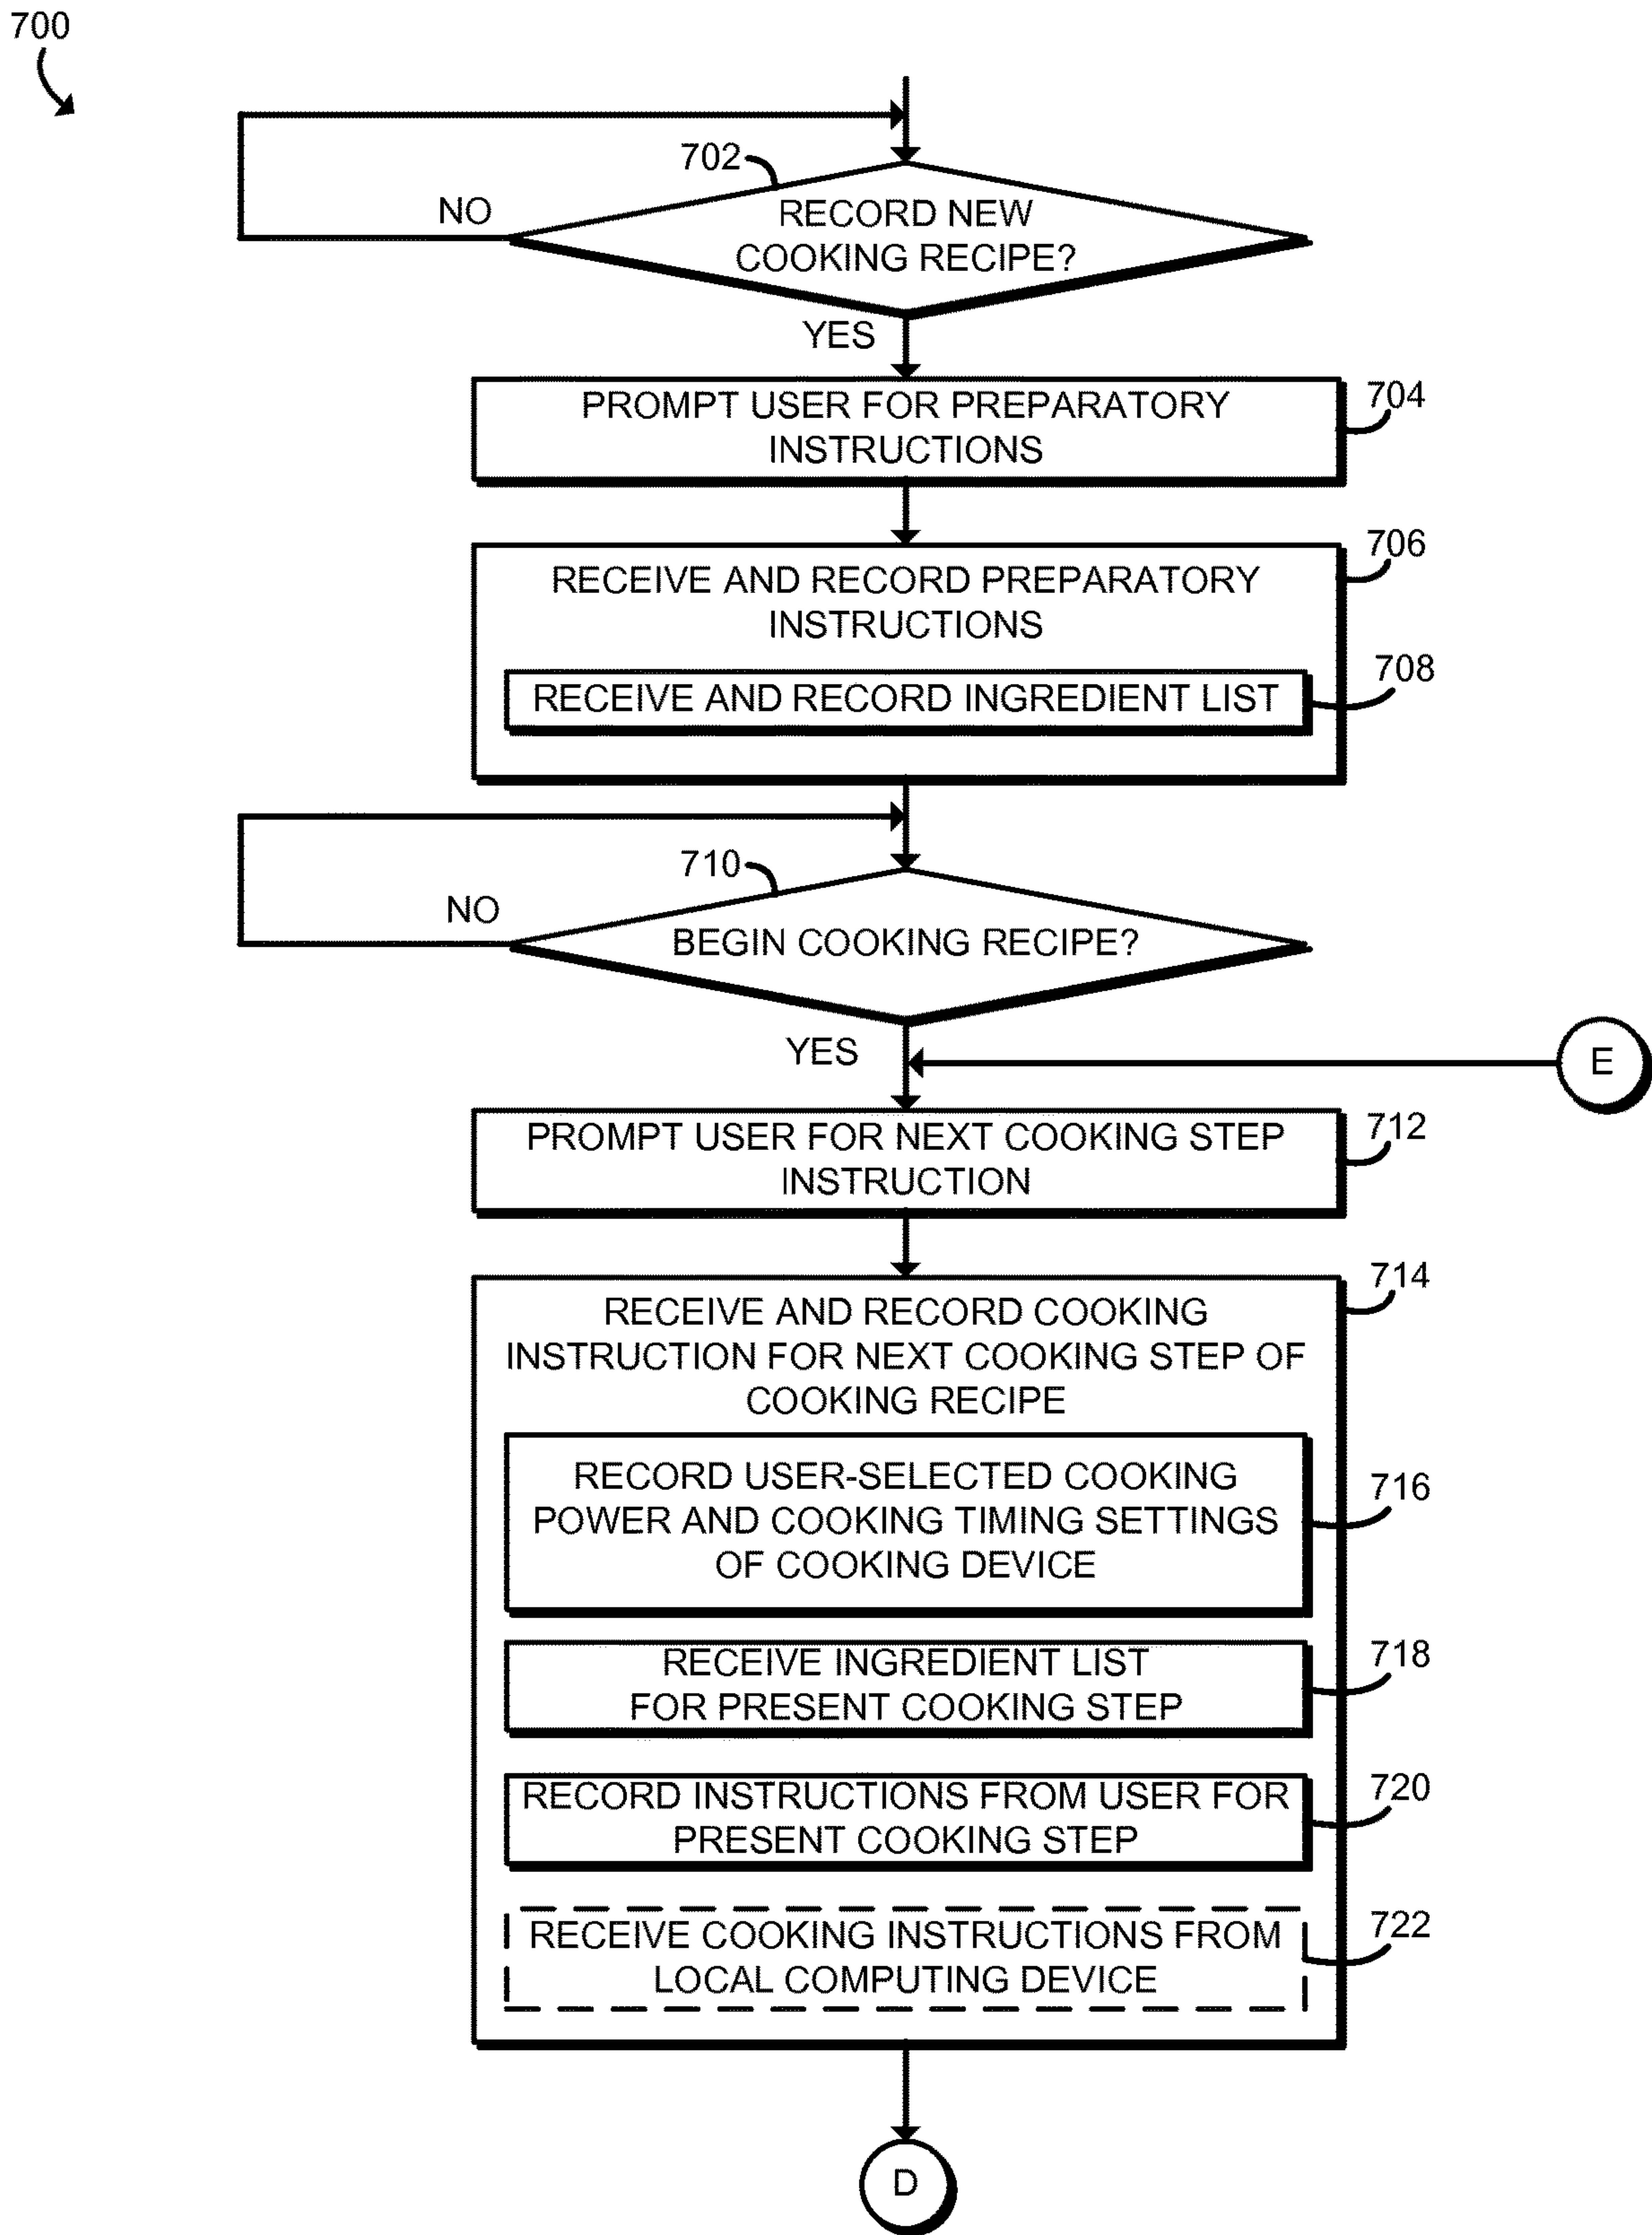 700
702
NO
RECORD NEW
COOKING RECIPE?
YES
PROMPT USER FOR PREPARATORY
INSTRUCTIONS
704
RECEIVE AND RECORD PREPARATORY
INSTRUCTIONS
706
RECEIVE AND RECORD INGREDIENT LIST
708
710
NO
BEGIN COOKING RECIPE?
YES
E
PROMPT USER FOR NEXT COOKING STEP
INSTRUCTION
712
RECEIVE AND RECORD COOKING
INSTRUCTION FOR NEXT COOKING STEP OF
COOKING RECIPE
714
RECORD USER-SELECTED COOKING
POWER AND COOKING TIMING SETTINGS
OF COOKING DEVICE
716
RECEIVE INGREDIENT LIST
FOR PRESENT COOKING STEP
718
RECORD INSTRUCTIONS FROM USER FOR
PRESENT COOKING STEP
720
RECEIVE COOKING INSTRUCTIONS FROM
LOCAL COMPUTING DEVICE
722
D